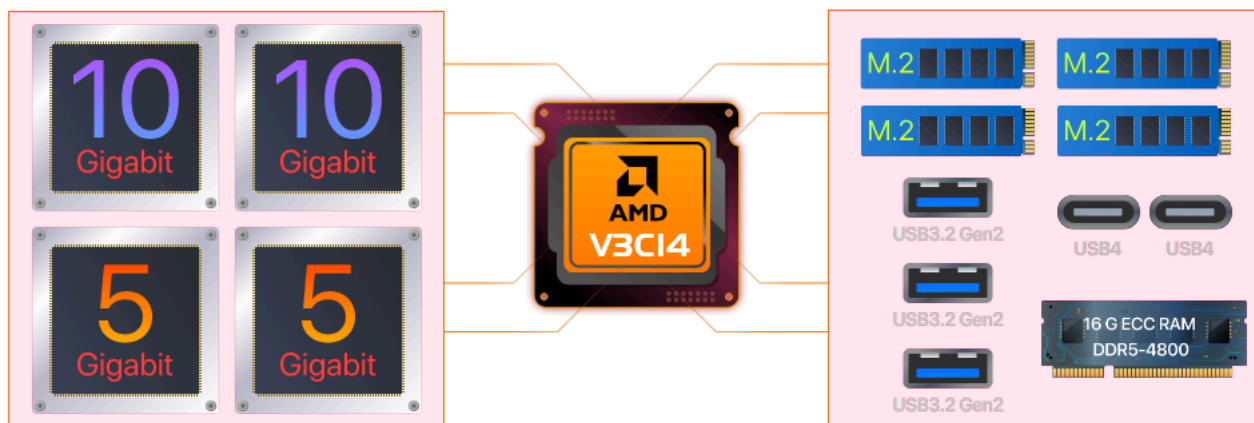 10
Gigabit
10
Gigabit
5
Gigabit
5
Gigabit
AMD
V3C14
M.2
M.2
M.2
M.2
USB3.2 Gen2
USB4
USB4
USB3.2 Gen2
16 G ECC RAM
DDR5-4800
USB3.2 Gen2